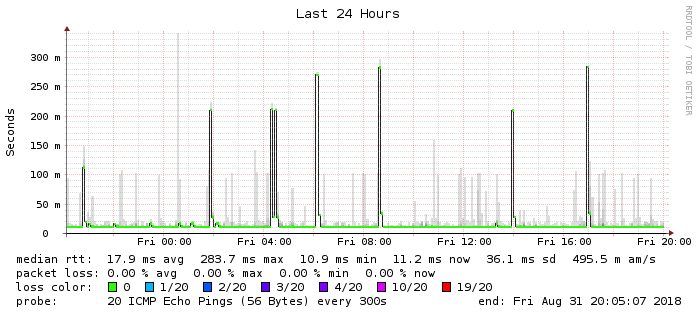 Last 24 Hours
RRDTOOL / TOBI OETIKER
Seconds
300 m
250 m
200 m
150 m
100 m
50 m
0
Fri 00:00 Fri 04:00 Fri 08:00 Fri 12:00 Fri 16:00 Fri 20:00
median rtt: 17.9 ms avg 283.7 ms max 10.9 ms min 11.2 ms now 36.1 ms sd 495.5 m am/s
packet loss: 0.00 % avg 0.00 % max 0.00 % min 0.00 % now
loss color: 0 1/20 2/20 3/20 4/20 10/20 19/20
probe: 20 ICMP Echo Pings (56 Bytes) every 300s end: Fri Aug 31 20:05:07 2018